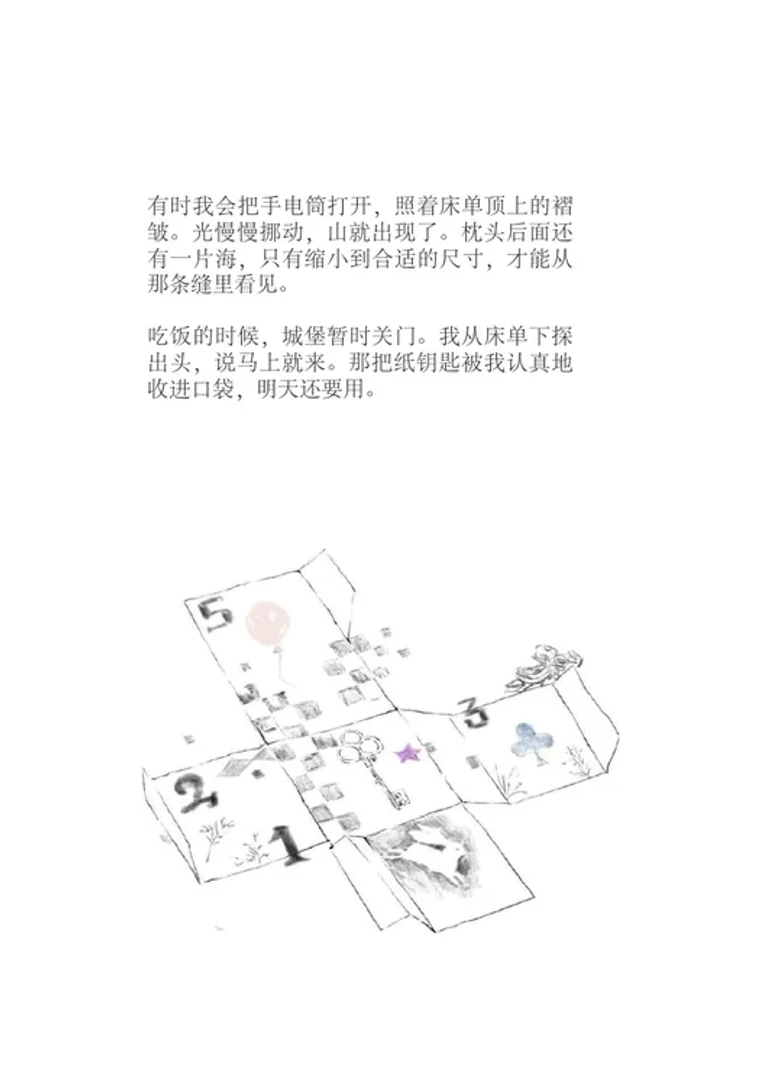 有时我会把手电筒打开，照着床单顶上的褶
皱。光慢慢挪动，山就出现了。枕头后面还
有一片海，只有缩小到合适的尺寸，才能从
那条缝里看见。
吃饭的时候，城堡暂时关门。我从床单下探
出头，说马上就来。那把纸钥匙被我认真地
收进口袋，明天还要用。
5
3
2
1